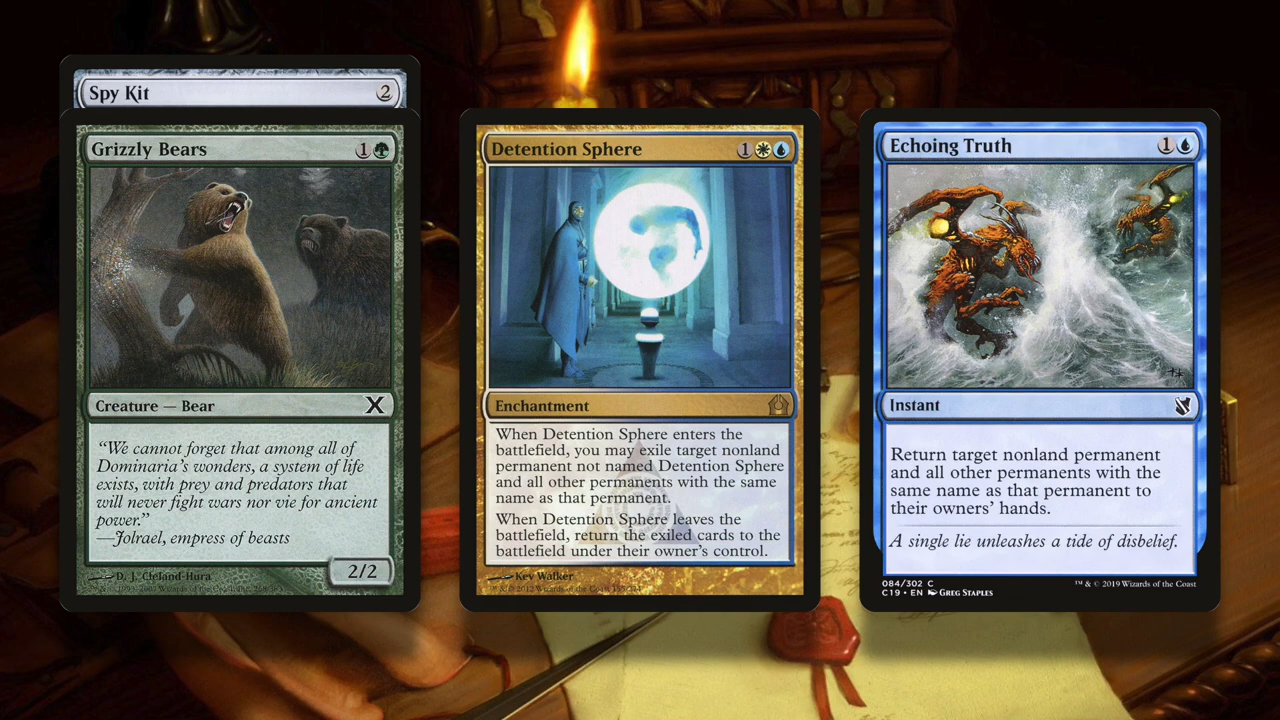 Spy Kit 2
Grizzly Bears 1
Creature — Bear
“We cannot forget that among all of
Dominaria’s wonders, a system of life
exists, with prey and predators that
will never fight wars nor vie for ancient
power.”
—Jolrael, empress of beasts
2/2
D. J. Cleland-Hura
Detention Sphere 1
Enchantment
When Detention Sphere enters the
battlefield, you may exile target nonland
permanent not named Detention Sphere
and all other permanents with the same
name as that permanent.
When Detention Sphere leaves the
battlefield, return the exiled cards to the
battlefield under their owner’s control.
Kev Walker
Echoing Truth 1
Instant
Return target nonland permanent
and all other permanents with the
same name as that permanent to
their owners’ hands.
A single lie unleashes a tide of disbelief.
084/302 C
C19 • EN Greg Staples
™ & © 2019 Wizards of the Coast